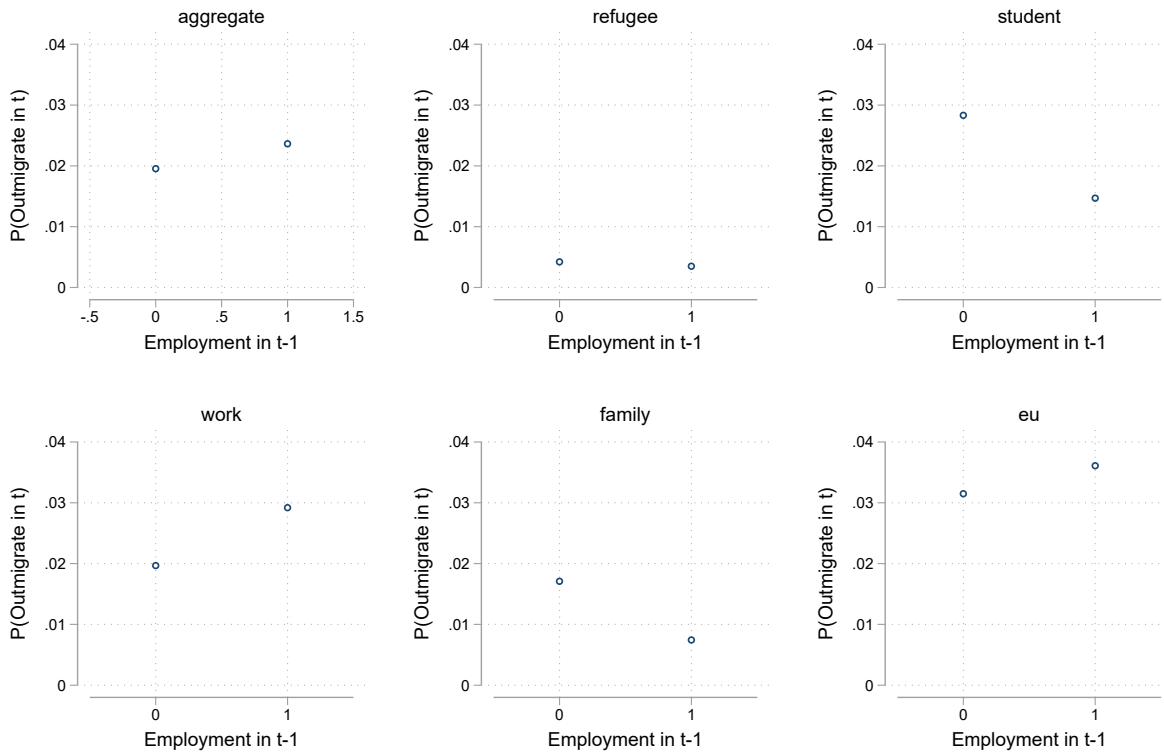 aggregate
refugee
student
P(Outmigrate in t)
.04
.03
.02
.01
0
-.5
0
.5
1
1.5
Employment in t-1
P(Outmigrate in t)
.04
.03
.02
.01
0
0
1
Employment in t-1
P(Outmigrate in t)
.04
.03
.02
.01
0
0
1
Employment in t-1
work
family
eu
P(Outmigrate in t)
.04
.03
.02
.01
0
0
1
Employment in t-1
P(Outmigrate in t)
.04
.03
.02
.01
0
0
1
Employment in t-1
P(Outmigrate in t)
.04
.03
.02
.01
0
0
1
Employment in t-1